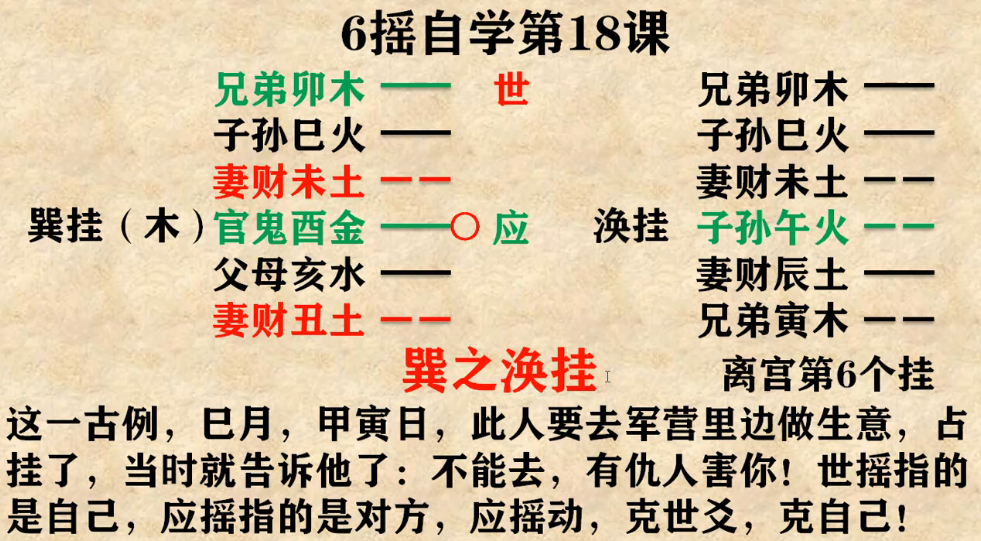 6摇自学第18课
兄弟卯木 世 兄弟卯木
子孙巳火 子孙巳火
妻财未土 妻财未土
巽挂（木）官鬼酉金 应 涣挂 子孙午火
父母亥水 妻财辰土
妻财丑土 兄弟寅木
巽之涣挂 离宫第6个挂
这一古例，巳月，甲寅日，此人要去军营里边做生意，占
挂了，当时就告诉他了：不能去，有仇人害你！世摇指的
是自己，应摇指的是对方，应摇动，克世爻，克自己！